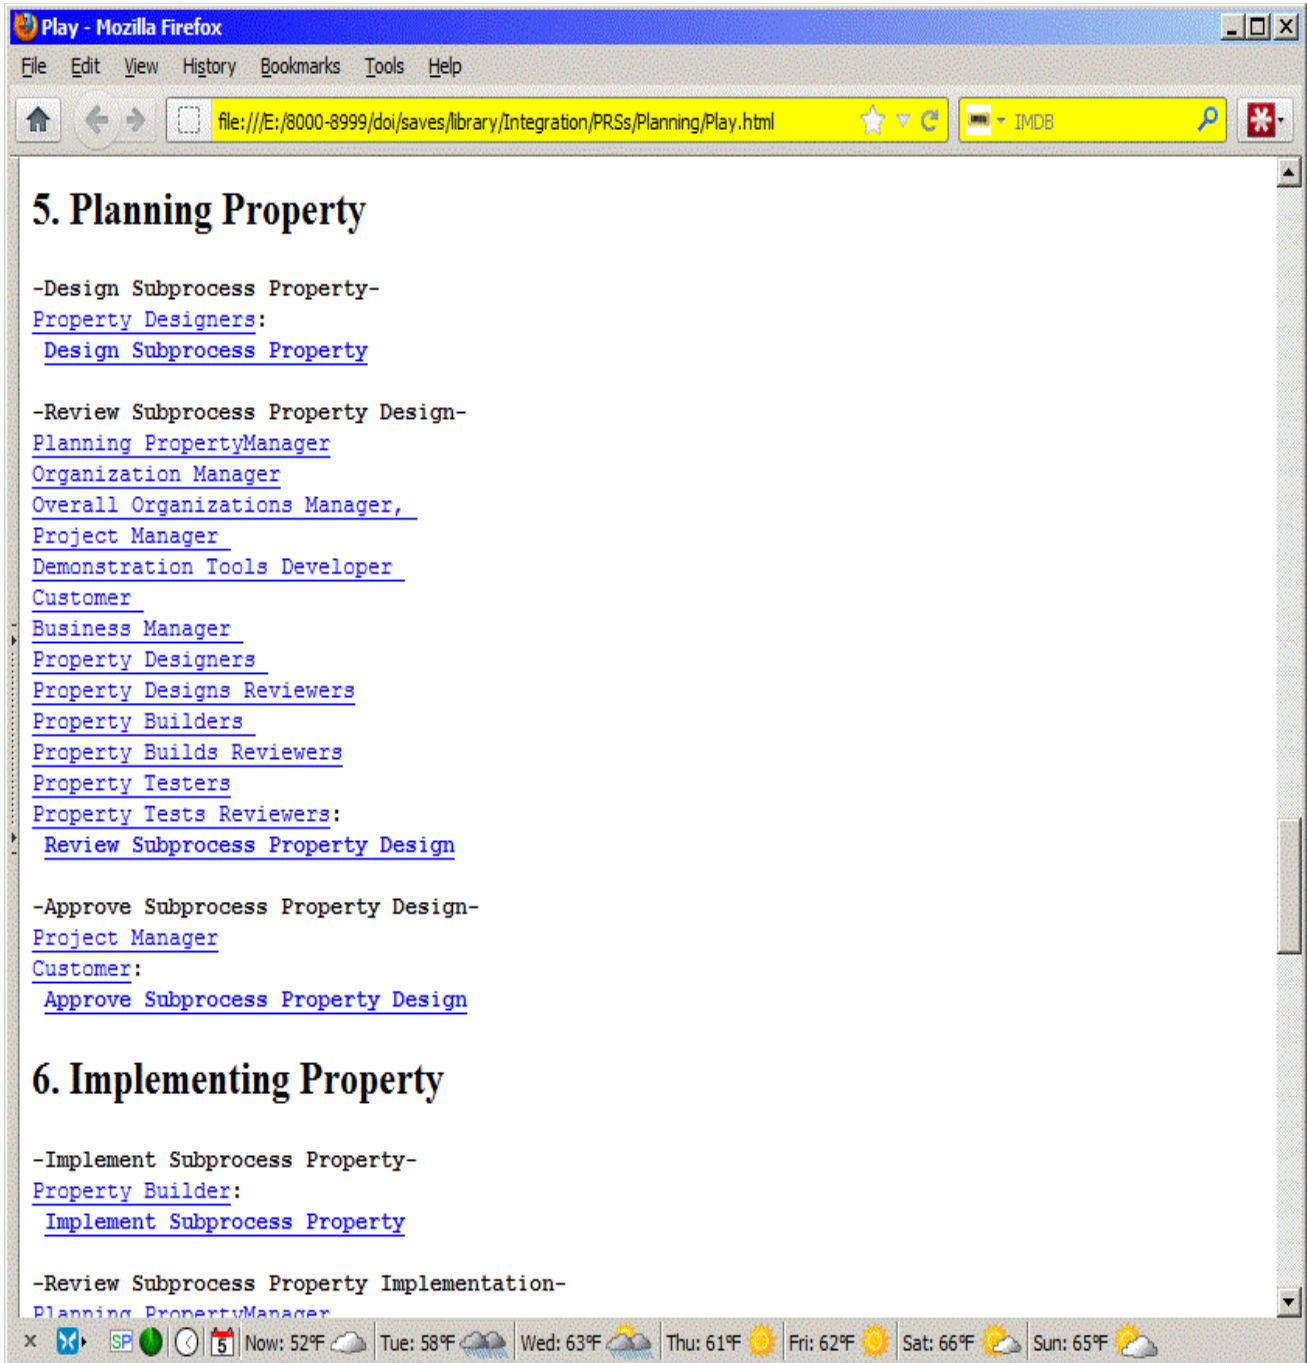 Play - Mozilla Firefox
File Edit View History Bookmarks Tools Help
file:///E:/8000-8999/doi/saves/library/Integration/PRSs/Planning/Play.html IMDB
5. Planning Property
-Design Subprocess Property-
Property Designers:
Design Subprocess Property
-Review Subprocess Property Design-
Planning PropertyManager
Organization Manager
Overall Organizations Manager,
Project Manager
Demonstration Tools Developer
Customer
Business Manager
Property Designers
Property Designs Reviewers
Property Builders
Property Builds Reviewers
Property Testers
Property Tests Reviewers:
Review Subprocess Property Design
-Approve Subprocess Property Design-
Project Manager
Customer:
Approve Subprocess Property Design
6. Implementing Property
-Implement Subprocess Property-
Property Builder:
Implement Subprocess Property
-Review Subprocess Property Implementation-
Planning PropertyManager
SP 5 Now: 52°F Tue: 58°F Wed: 63°F Thu: 61°F Fri: 62°F Sat: 66°F Sun: 65°F